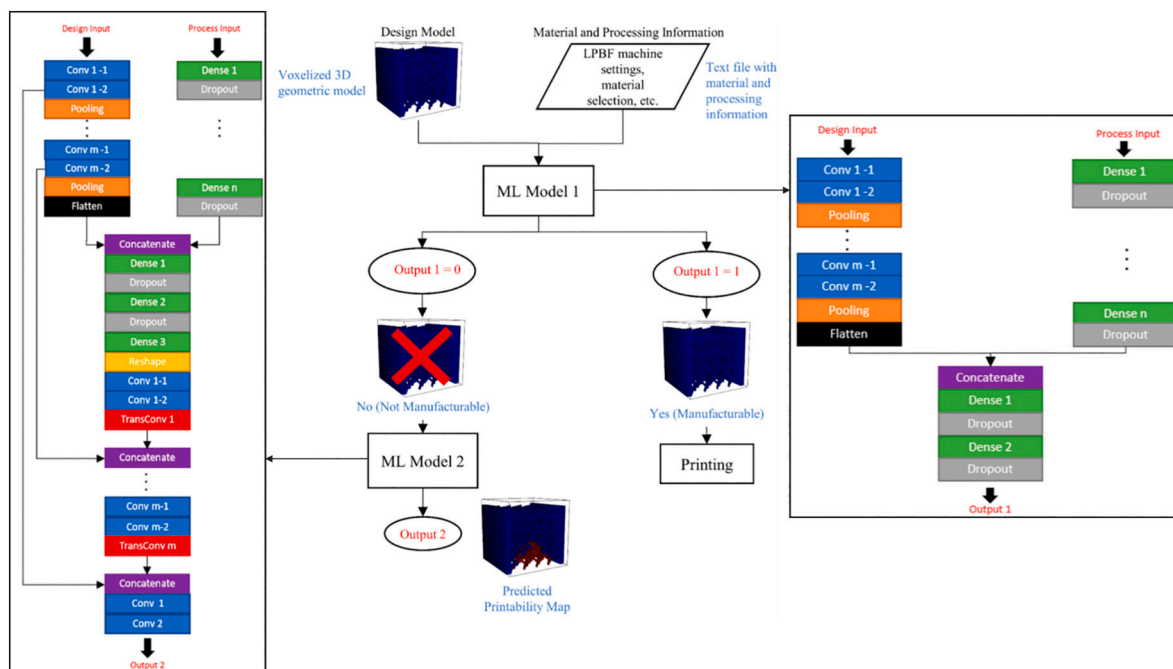 Design Input
Process Input
Conv 1 -1
Conv 1 -2
Pooling
Conv m -1
Conv m -2
Pooling
Flatten
Dense 1
Dropout
Dense n
Dropout
Concatenate
Dense 1
Dropout
Dense 2
Dropout
Dense 3
Reshape
Conv 1-1
Conv 1-2
TransConv 1
Concatenate
Conv m-1
Conv m-2
TransConv m
Concatenate
Conv 1
Conv 2
Output 2
Design Model
Voxelized 3D
geometric model
Material and Processing Information
LPBF machine
settings,
material
selection, etc.
Text file with
material and
processing
information
ML Model 1
Output 1 = 0
Output 1 = 1
No (Not Manufacturable)
Yes (Manufacturable)
ML Model 2
Printing
Output 2
Predicted
Printability Map
Design Input
Process Input
Conv 1 -1
Conv 1 -2
Pooling
Conv m -1
Conv m -2
Pooling
Flatten
Dense 1
Dropout
Dense n
Dropout
Concatenate
Dense 1
Dropout
Dense 2
Dropout
Output 1